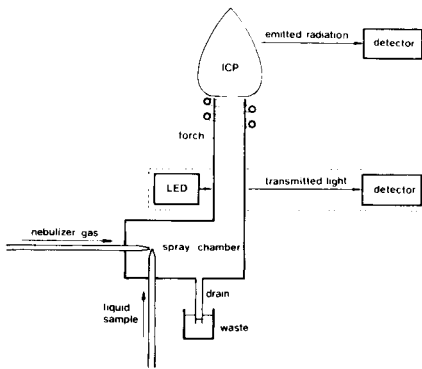 emitted radiation
detector
ICP
torch
LED
transmitted light
detector
nebulizer gas
spray chamber
drain
liquid
sample
waste